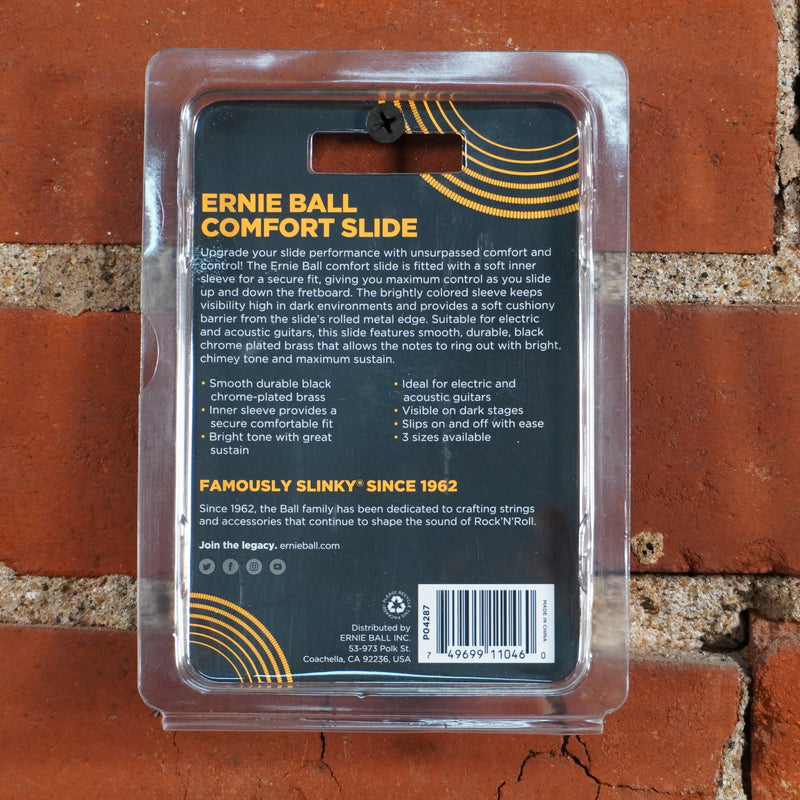 ERNIE BALL
COMFORT SLIDE
Upgrade your slide performance with unsurpassed comfort and
control! The Ernie Ball comfort slide is fitted with a soft inner
sleeve for a secure fit, giving you maximum control as you slide
up and down the fretboard. The brightly colored sleeve keeps
visibility high in dark environments and provides a soft cushiony
barrier from the slide's rolled metal edge. Suitable for electric
and acoustic guitars, this slide features smooth, durable, black
chrome plated brass that allows the notes to ring out with bright,
chimey tone and maximum sustain.
• Smooth durable black
chrome-plated brass
• Inner sleeve provides a
secure comfortable fit
• Bright tone with great
sustain
• Ideal for electric and
acoustic guitars
• Visible on dark stages
• Slips on and off with ease
• 3 sizes available
FAMOUSLY SLINKY® SINCE 1962
Since 1962, the Ball family has been dedicated to crafting strings
and accessories that continue to shape the sound of Rock'N'Roll.
Join the legacy. ernieball.com
PLEASE RECYCLE
Distributed by
ERNIE BALL INC.
53-973 Polk St.
Coachella, CA 92236, USA
P04287
7 49699 11046 0
MADE IN CHINA